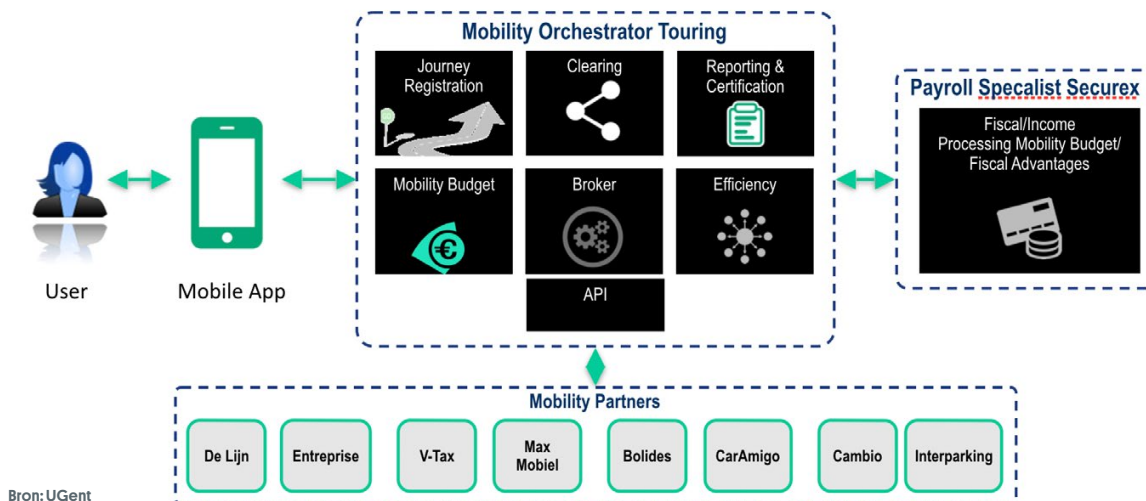 Mobility Orchestrator Touring
Journey
Registration
Clearing
Reporting &
Certification
Mobility Budget
Broker
Efficiency
API
Payroll Specalist Securex
Fiscal/Income
Processing Mobility Budget/
Fiscal Advantages
User
Mobile App
Mobility Partners
De Lijn
Entreprise
V-Tax
Max
Mobiel
Bolides
CarAmigo
Cambio
Interparking
Bron: UGent